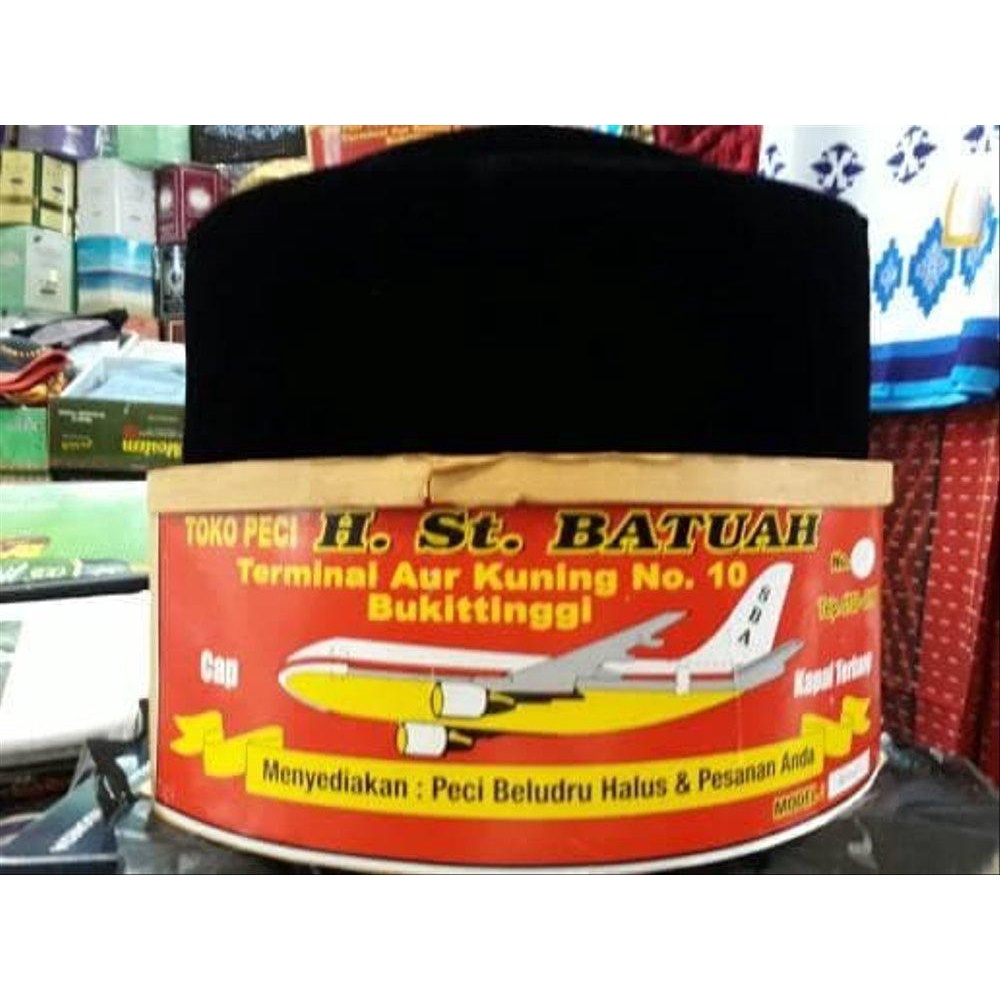 TOKO PECI H. St. BATUAH
Terminal Aur Kuning No. 10
Bukittinggi
No.
SBA
Cap Kapal Terbang
Menyediakan : Peci Beludru Halus & Pesanan Anda
MODEL